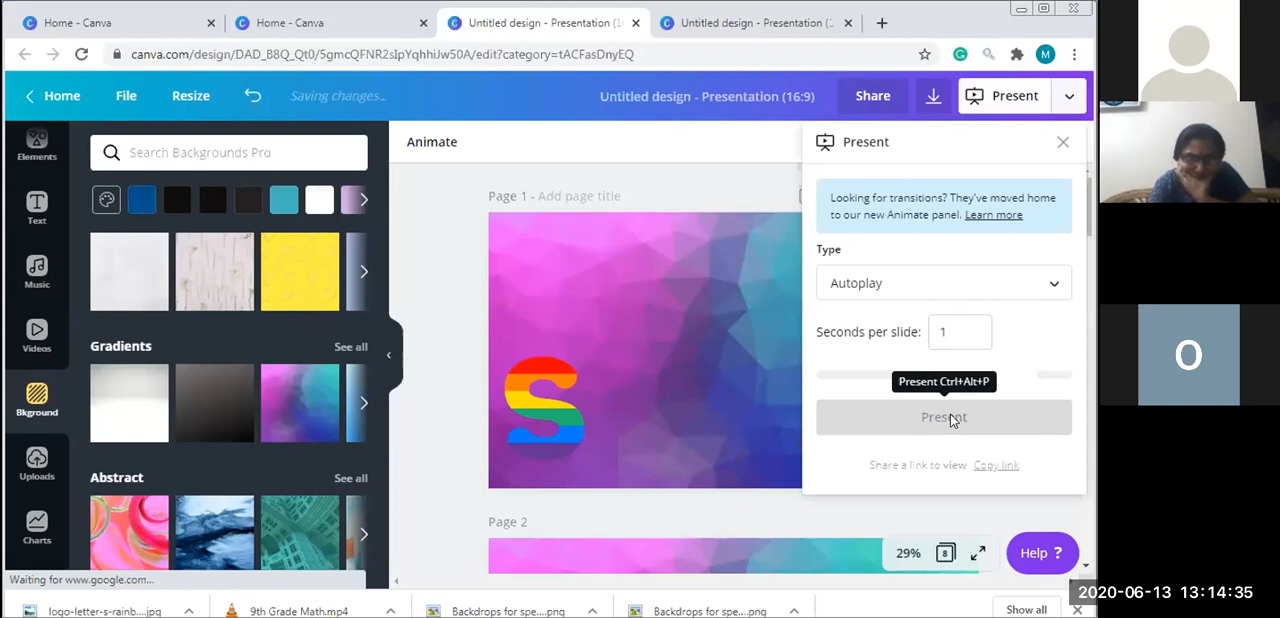 Home - Canva
Home - Canva
Untitled design - Presentation (1
Untitled design - Presentation ('
canva.com/design/DAD_B8Q_Qt0/5gmcQFNR2sIpYqhhiJw50A/edit?category=tACFasDnyEQ
M
Home
File
Resize
Saving changes...
Untitled design - Presentation (16:9)
Share
Present
Elements
Text
Music
Videos
Bkground
Uploads
Charts
Search Backgrounds Pro
Gradients
See all
Abstract
See all
Animate
Page 1 - Add page title
S
Page 2
Present
Looking for transitions? They've moved home
to our new Animate panel. Learn more
Type
Autoplay
Seconds per slide: 1
Present Ctrl+Alt+P
Present
Share a link to view Copy link
29%
8
Help ?
O
Waiting for www.google.com...
logo-letter-s-rainb....jpg
9th Grade Math.mp4
Backdrops for spe....png
Backdrops for spe....png
Show all
2020-06-13 13:14:35